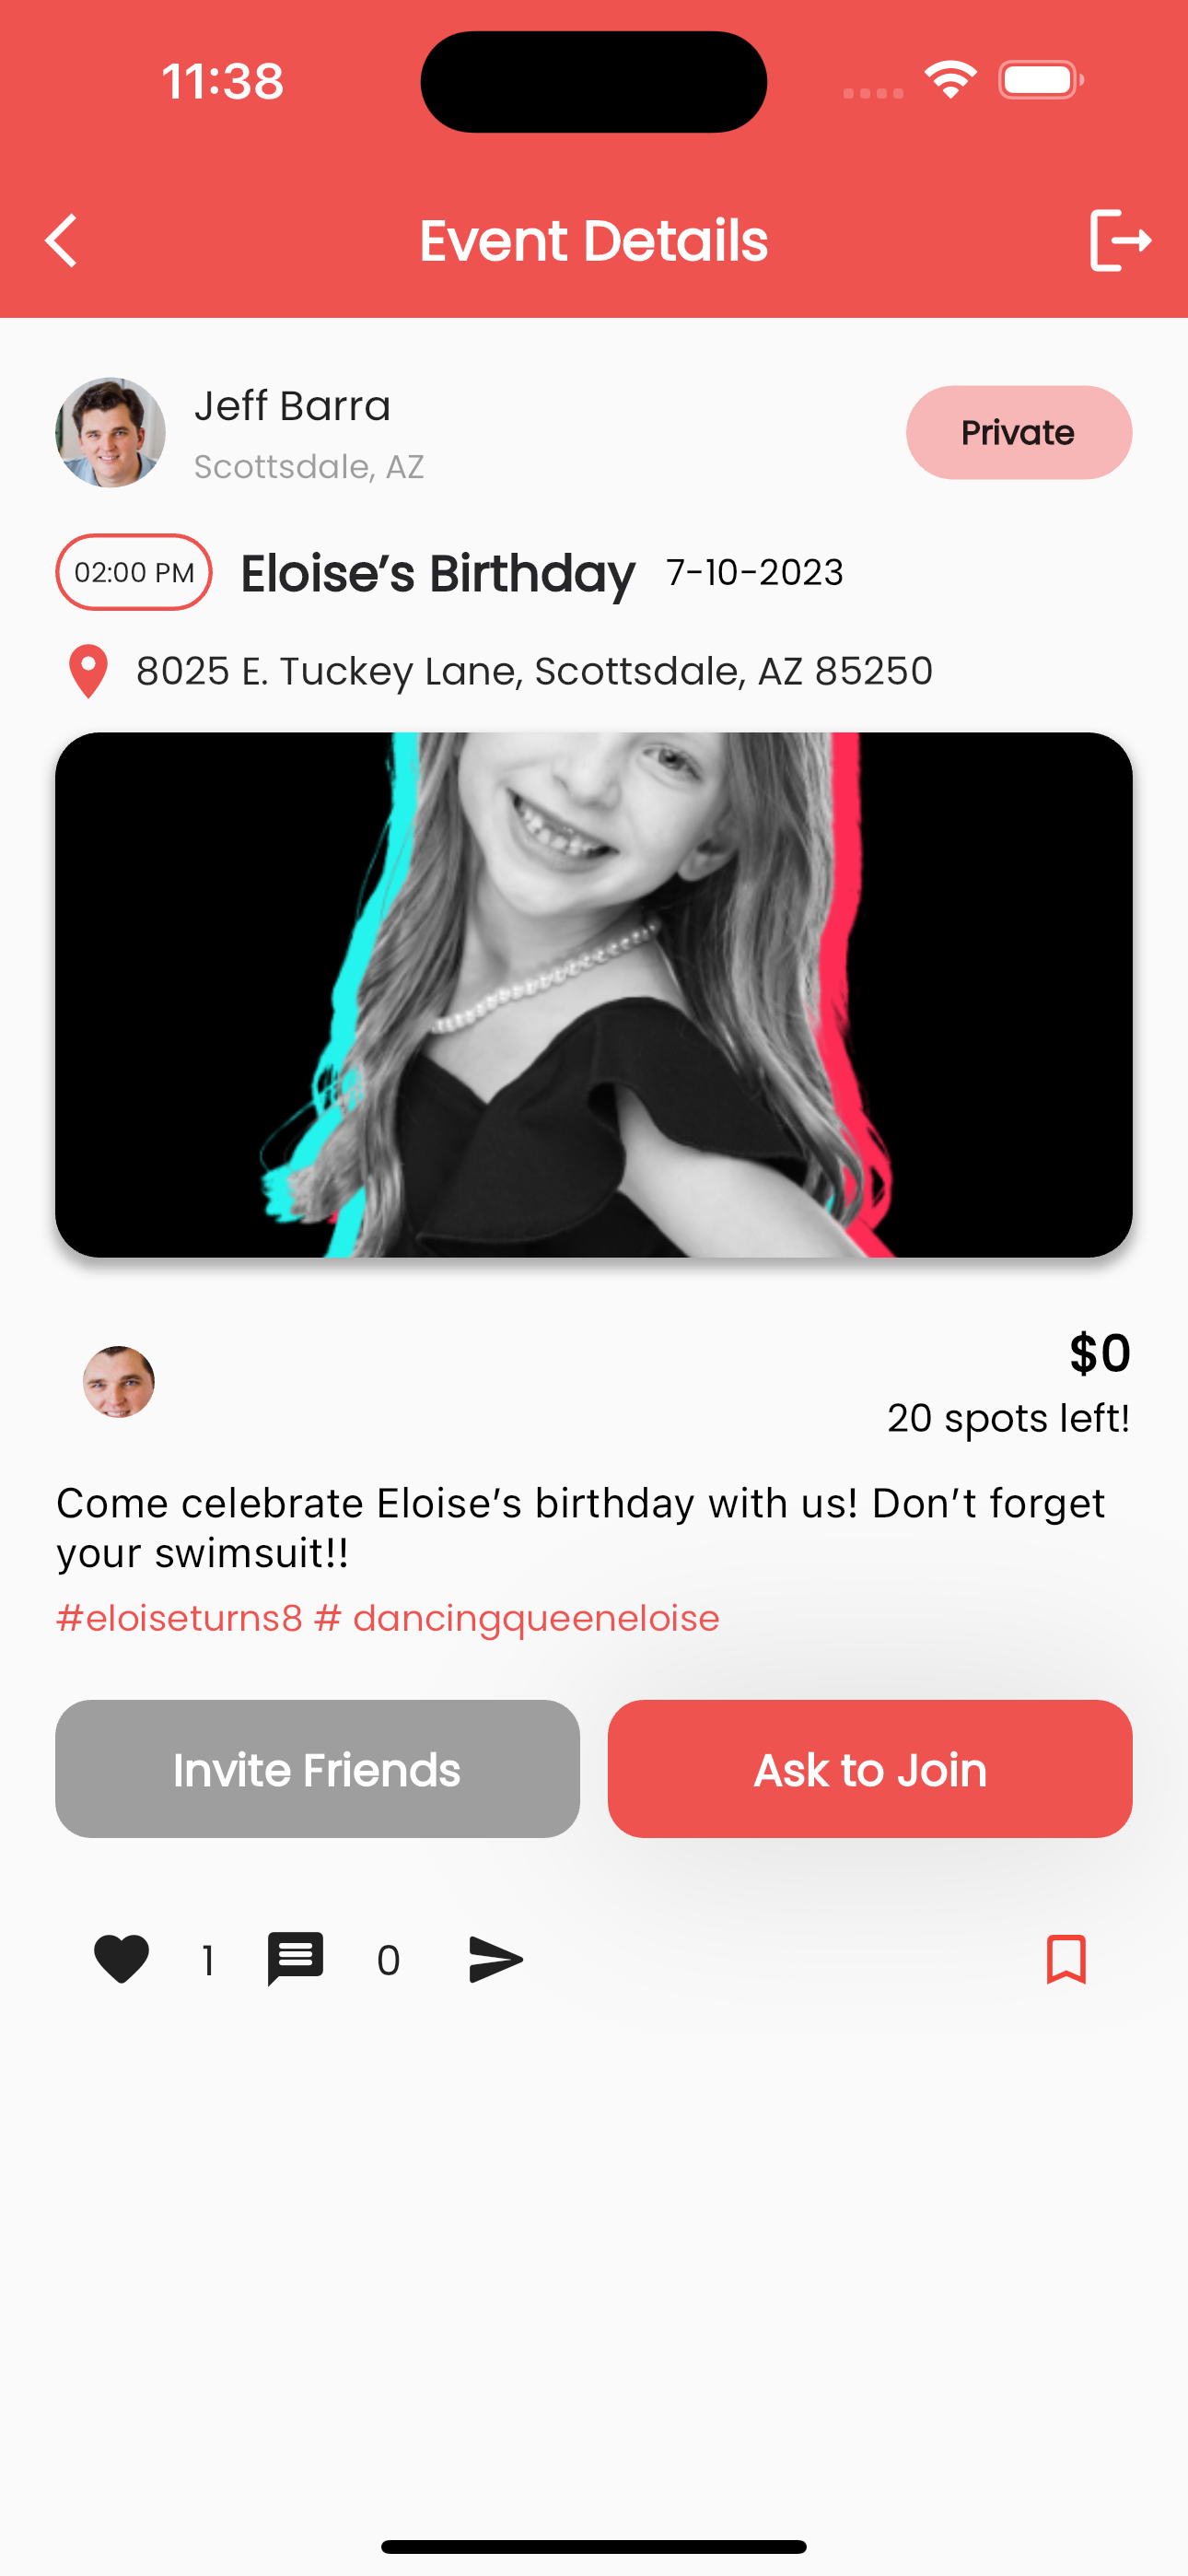 11:38
Event Details
Jeff Barra
Scottsdale, AZ
Private
02:00 PM Eloise’s Birthday 7-10-2023
8025 E. Tuckey Lane, Scottsdale, AZ 85250
$0
20 spots left!
Come celebrate Eloise’s birthday with us! Don’t forget
your swimsuit!!
#eloiseturns8 # dancingqueeneloise
Invite Friends Ask to Join
1 0